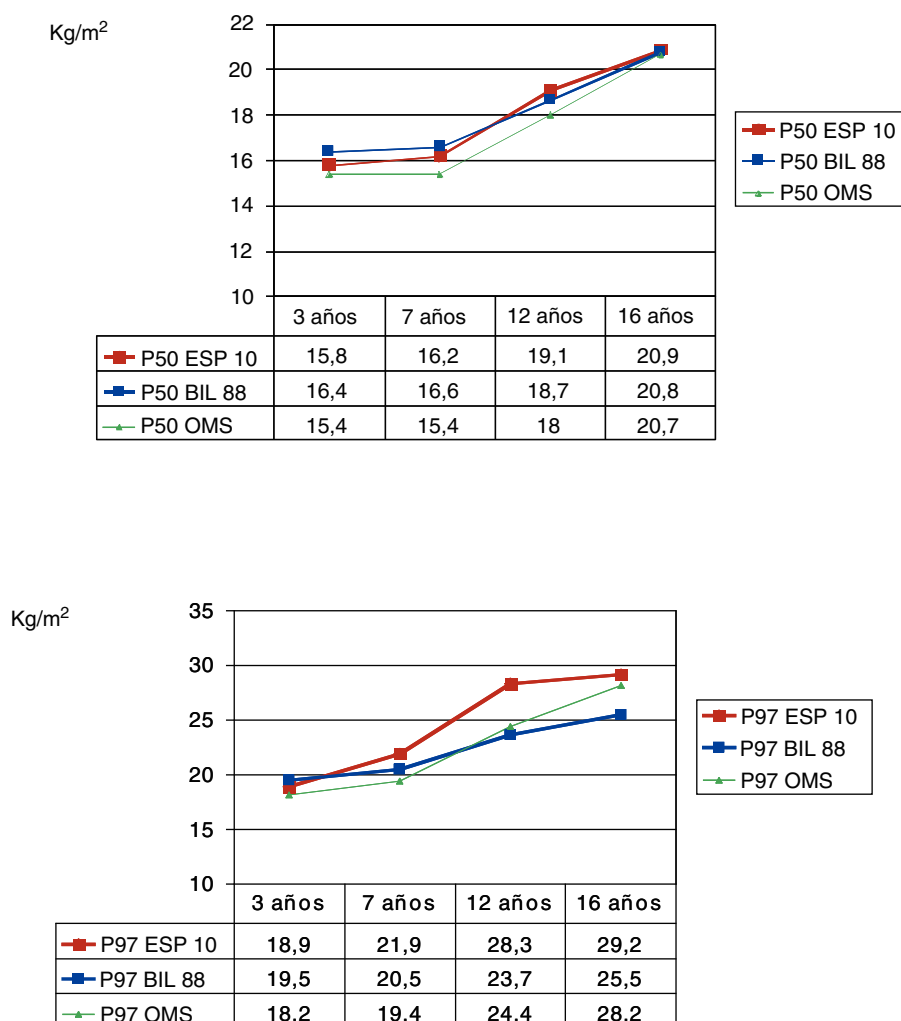 Kg/m²
22
20
18
16
14
12
10
P50 ESP 10
P50 BIL 88
P50 OMS
3 años 7 años 12 años 16 años
P50 ESP 10 15,8 16,2 19,1 20,9
P50 BIL 88 16,4 16,6 18,7 20,8
P50 OMS 15,4 15,4 18 20,7
Kg/m²
35
30
25
20
15
10
P97 ESP 10
P97 BIL 88
P97 OMS
3 años 7 años 12 años 16 años
P97 ESP 10 18,9 21,9 28,3 29,2
P97 BIL 88 19,5 20,5 23,7 25,5
P97 OMS 18,2 19,4 24,4 28,2